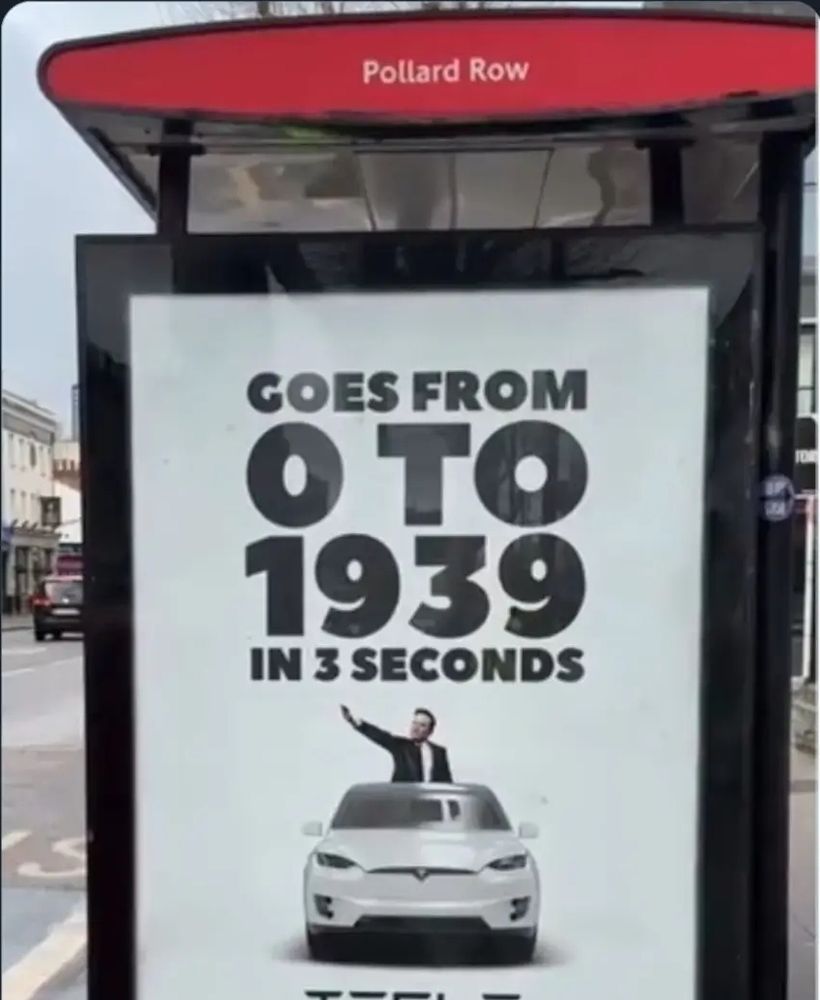 Pollard Row
GOES FROM
0 TO
1939
IN 3 SECONDS